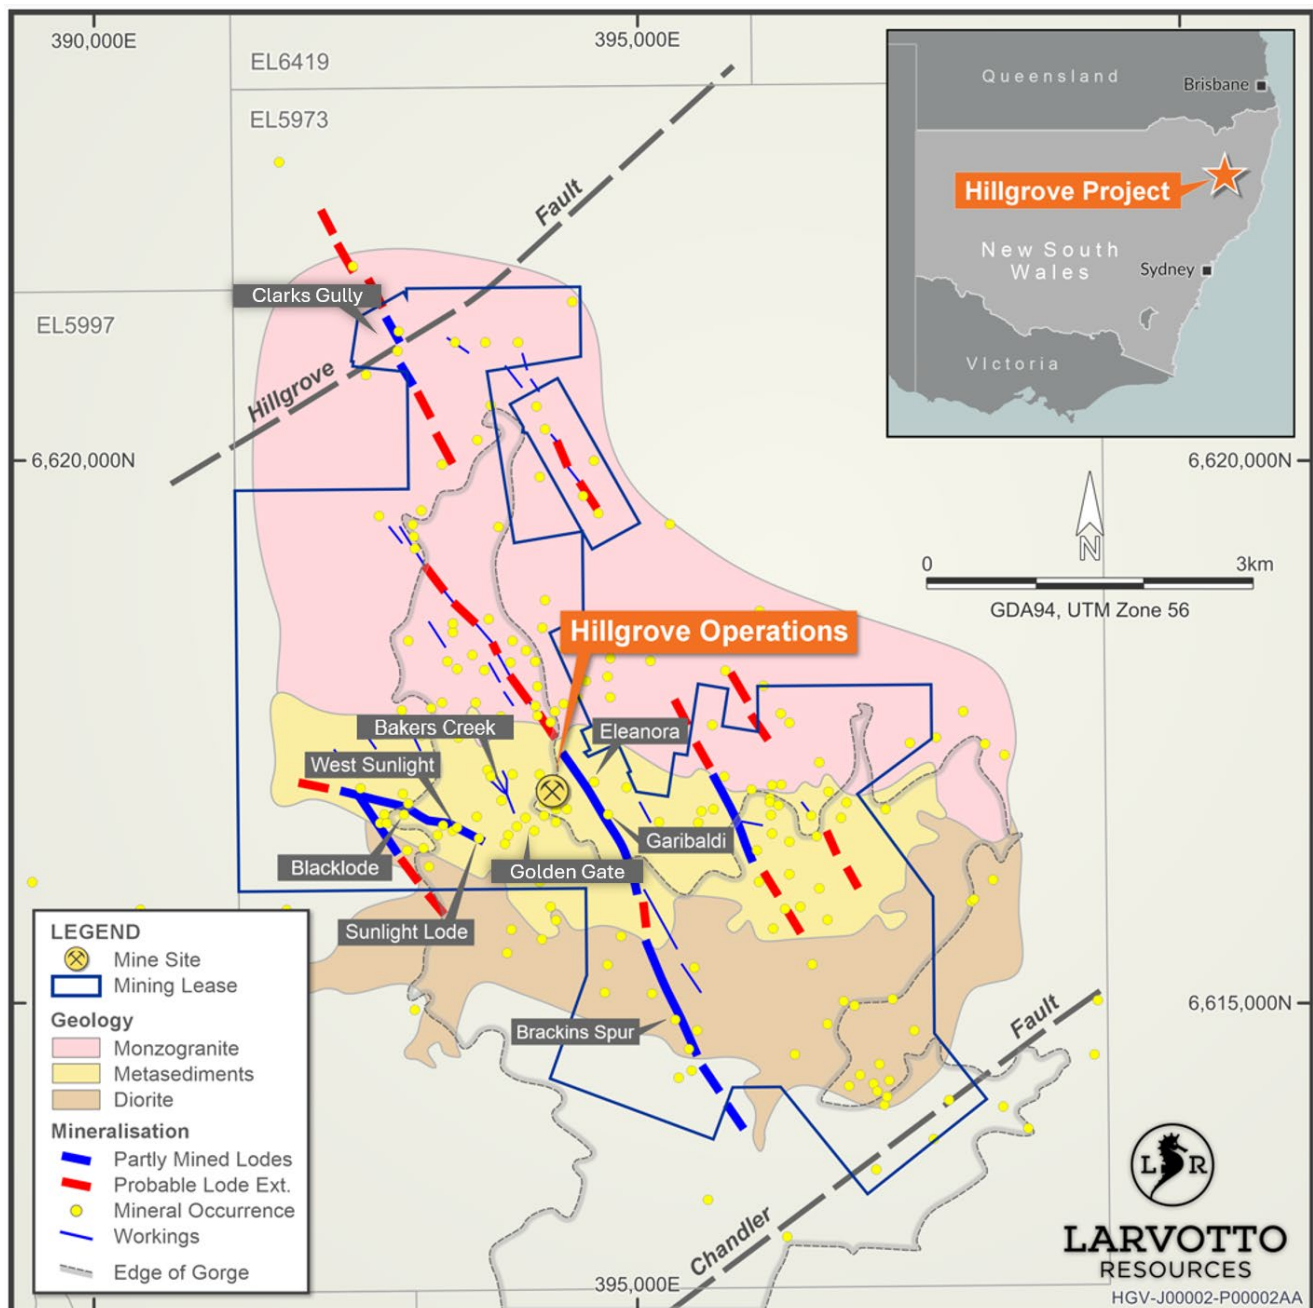 390,000E
395,000E
EL6419
EL5973
Queensland
Brisbane
Hillgrove Project
New South
Wales
Sydney
VIctoria
Fault
Clarks Gully
EL5997
Hillgrove
6,620,000N
6,620,000N
N
0
3km
GDA94, UTM Zone 56
Hillgrove Operations
Bakers Creek
Eleanora
West Sunlight
Garibaldi
Blacklode
Golden Gate
Sunlight Lode
LEGEND
Mine Site
Mining Lease
Geology
Monzogranite
Metasediments
Diorite
Mineralisation
Partly Mined Lodes
Probable Lode Ext.
Mineral Occurrence
Workings
Edge of Gorge
6,615,000N
Brackins Spur
Fault
Chandler
395,000E
L R
LARVOTTO
RESOURCES
HGV-J00002-P00002AA